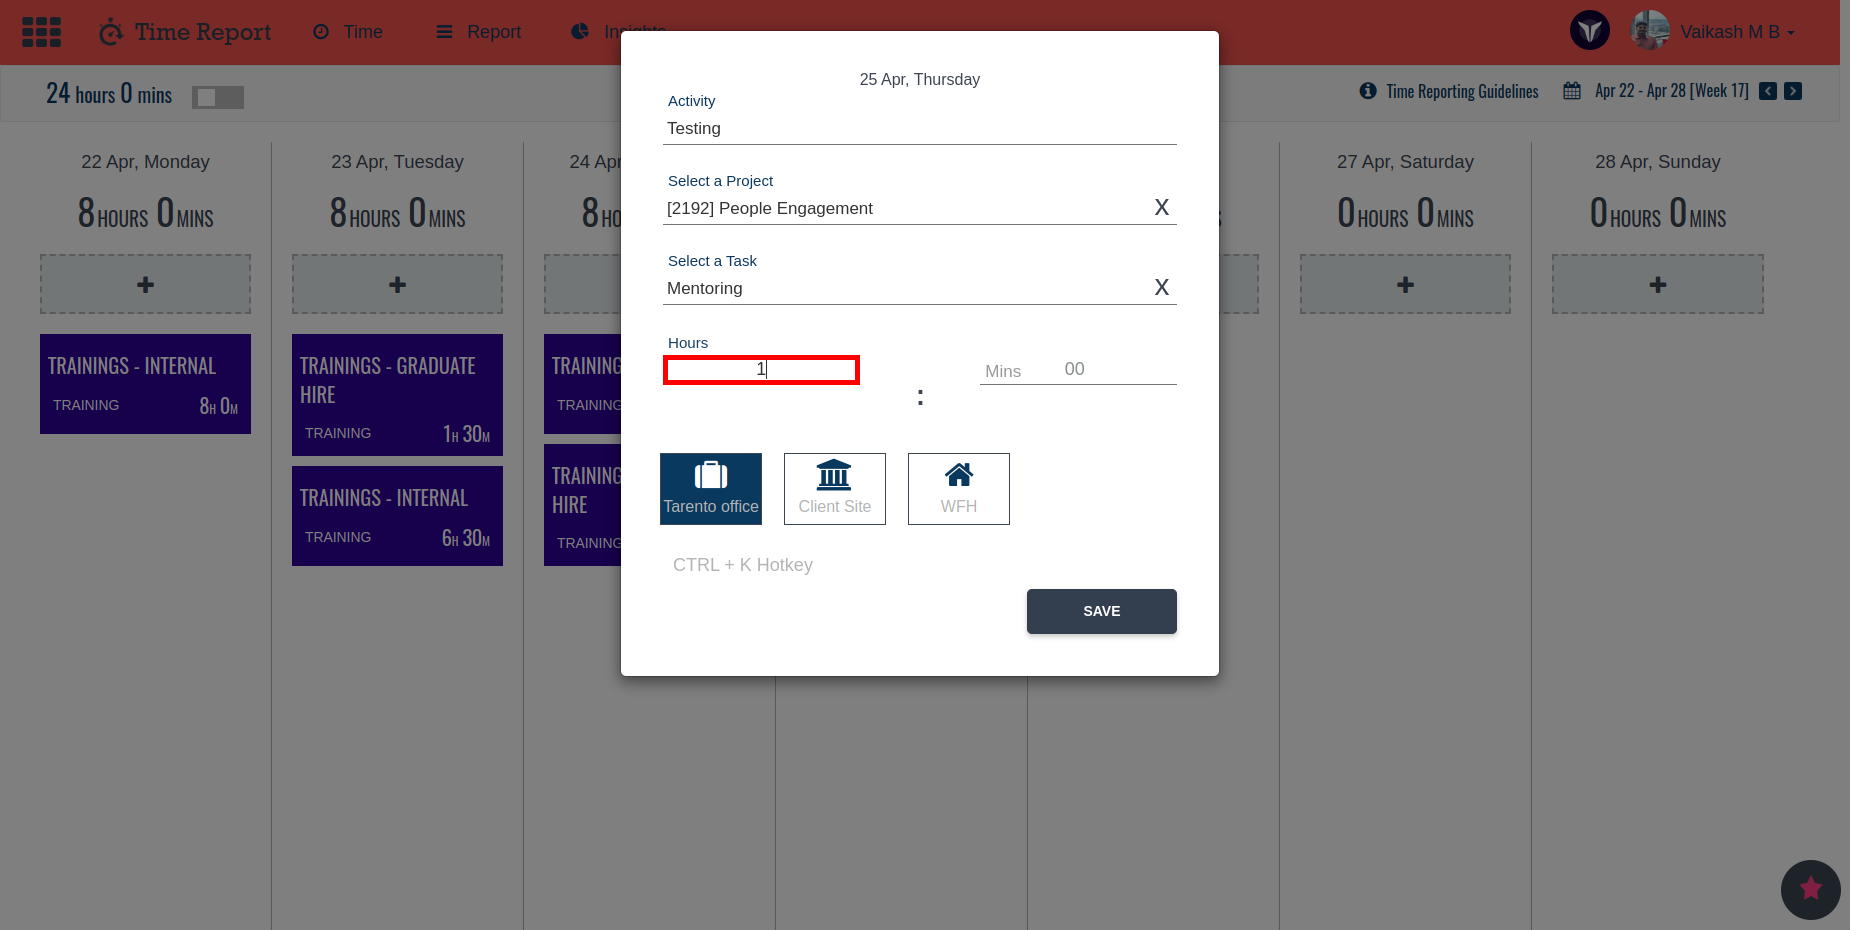 Time Report
Time
Report
Insights
Vaikash M B
24 hours 0 mins
Time Reporting Guidelines
Apr 22 - Apr 28 [Week 17]
22 Apr, Monday
8 HOURS 0 MINS
+
TRAININGS - INTERNAL
TRAINING 8H 0M
23 Apr, Tuesday
8 HOURS 0 MINS
+
TRAININGS - GRADUATE
HIRE
TRAINING 1H 30M
TRAININGS - INTERNAL
TRAINING 6H 30M
24 Apr
8 HO
TRAINING
TRAINING
TRAINING
HIRE
TRAINING
25 Apr, Thursday
Activity
Testing
Select a Project
[2192] People Engagement X
Select a Task
Mentoring X
Hours
1 : Mins 00
Tarento office
Client Site
WFH
CTRL + K Hotkey
SAVE
27 Apr, Saturday
0 HOURS 0 MINS
+
28 Apr, Sunday
0 HOURS 0 MINS
+